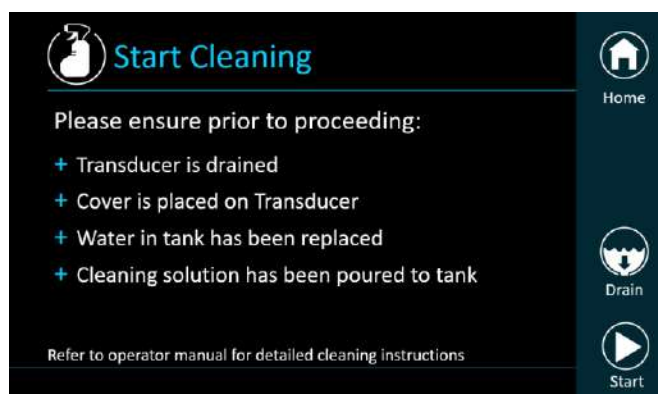 Start Cleaning
Please ensure prior to proceeding:
+ Transducer is drained
+ Cover is placed on Transducer
+ Water in tank has been replaced
+ Cleaning solution has been poured to tank
Refer to operator manual for detailed cleaning instructions
Home
Drain
Start